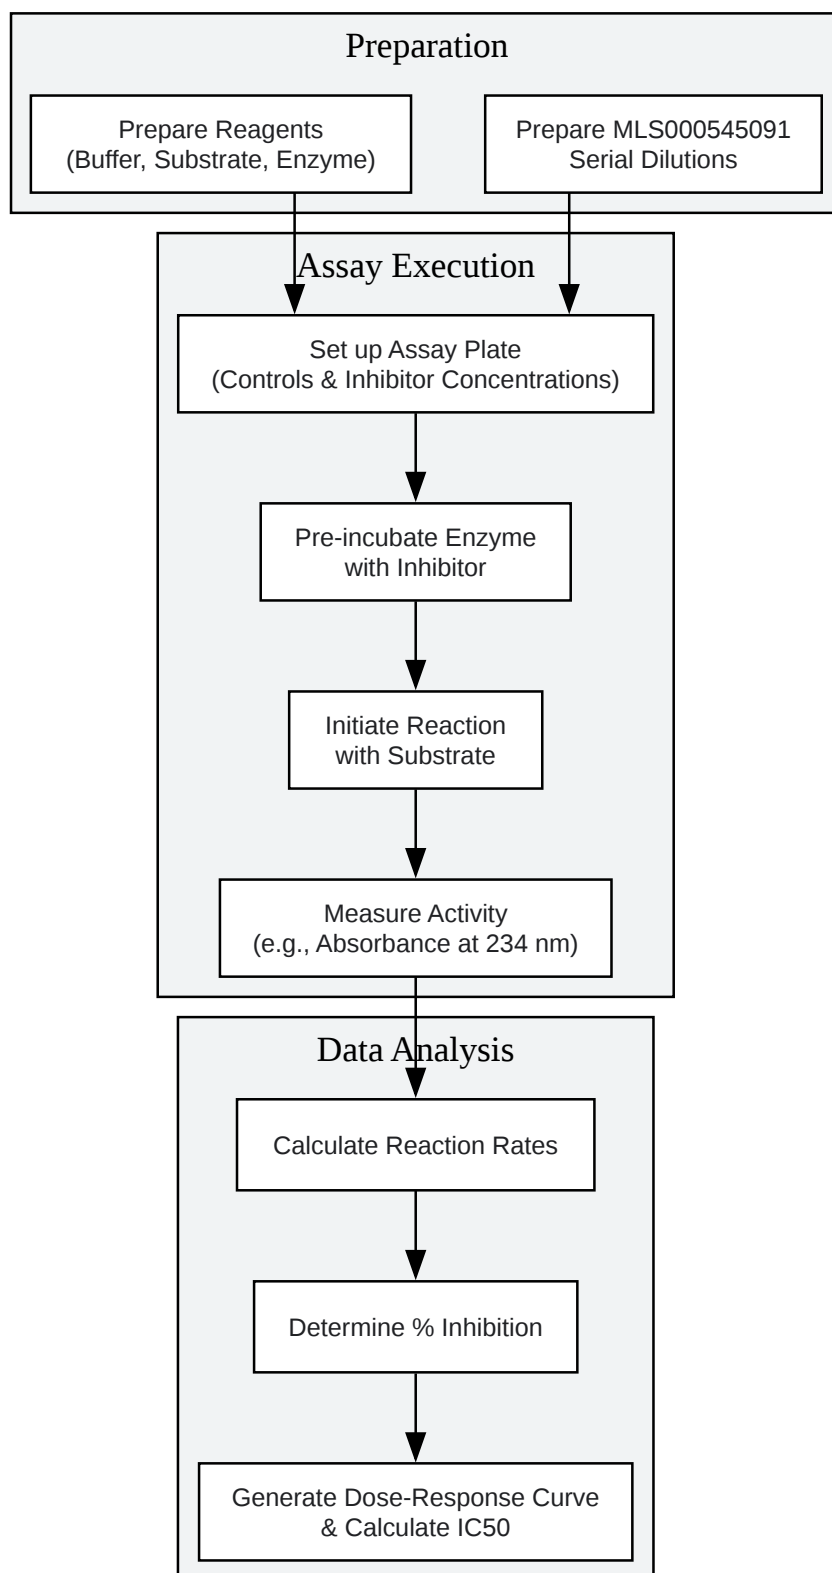 Preparation
Prepare Reagents
(Buffer, Substrate, Enzyme)
Prepare MLS000545091
Serial Dilutions
Assay Execution
Set up Assay Plate
(Controls & Inhibitor Concentrations)
Pre-incubate Enzyme
with Inhibitor
Initiate Reaction
with Substrate
Measure Activity
(e.g., Absorbance at 234 nm)
Data Analysis
Calculate Reaction Rates
Determine % Inhibition
Generate Dose-Response Curve
& Calculate IC50